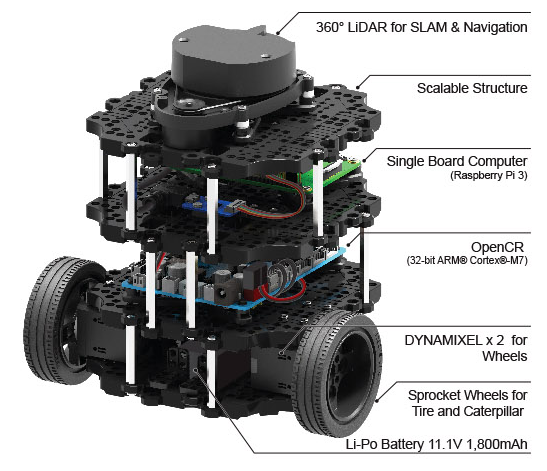 360° LiDAR for SLAM & Navigation
Scalable Structure
Single Board Computer
(Raspberry Pi 3)
OpenCR
(32-bit ARM® Cortex®-M7)
DYNAMIXEL x 2 for
Wheels
Sprocket Wheels for
Tire and Caterpillar
Li-Po Battery 11.1V 1,800mAh